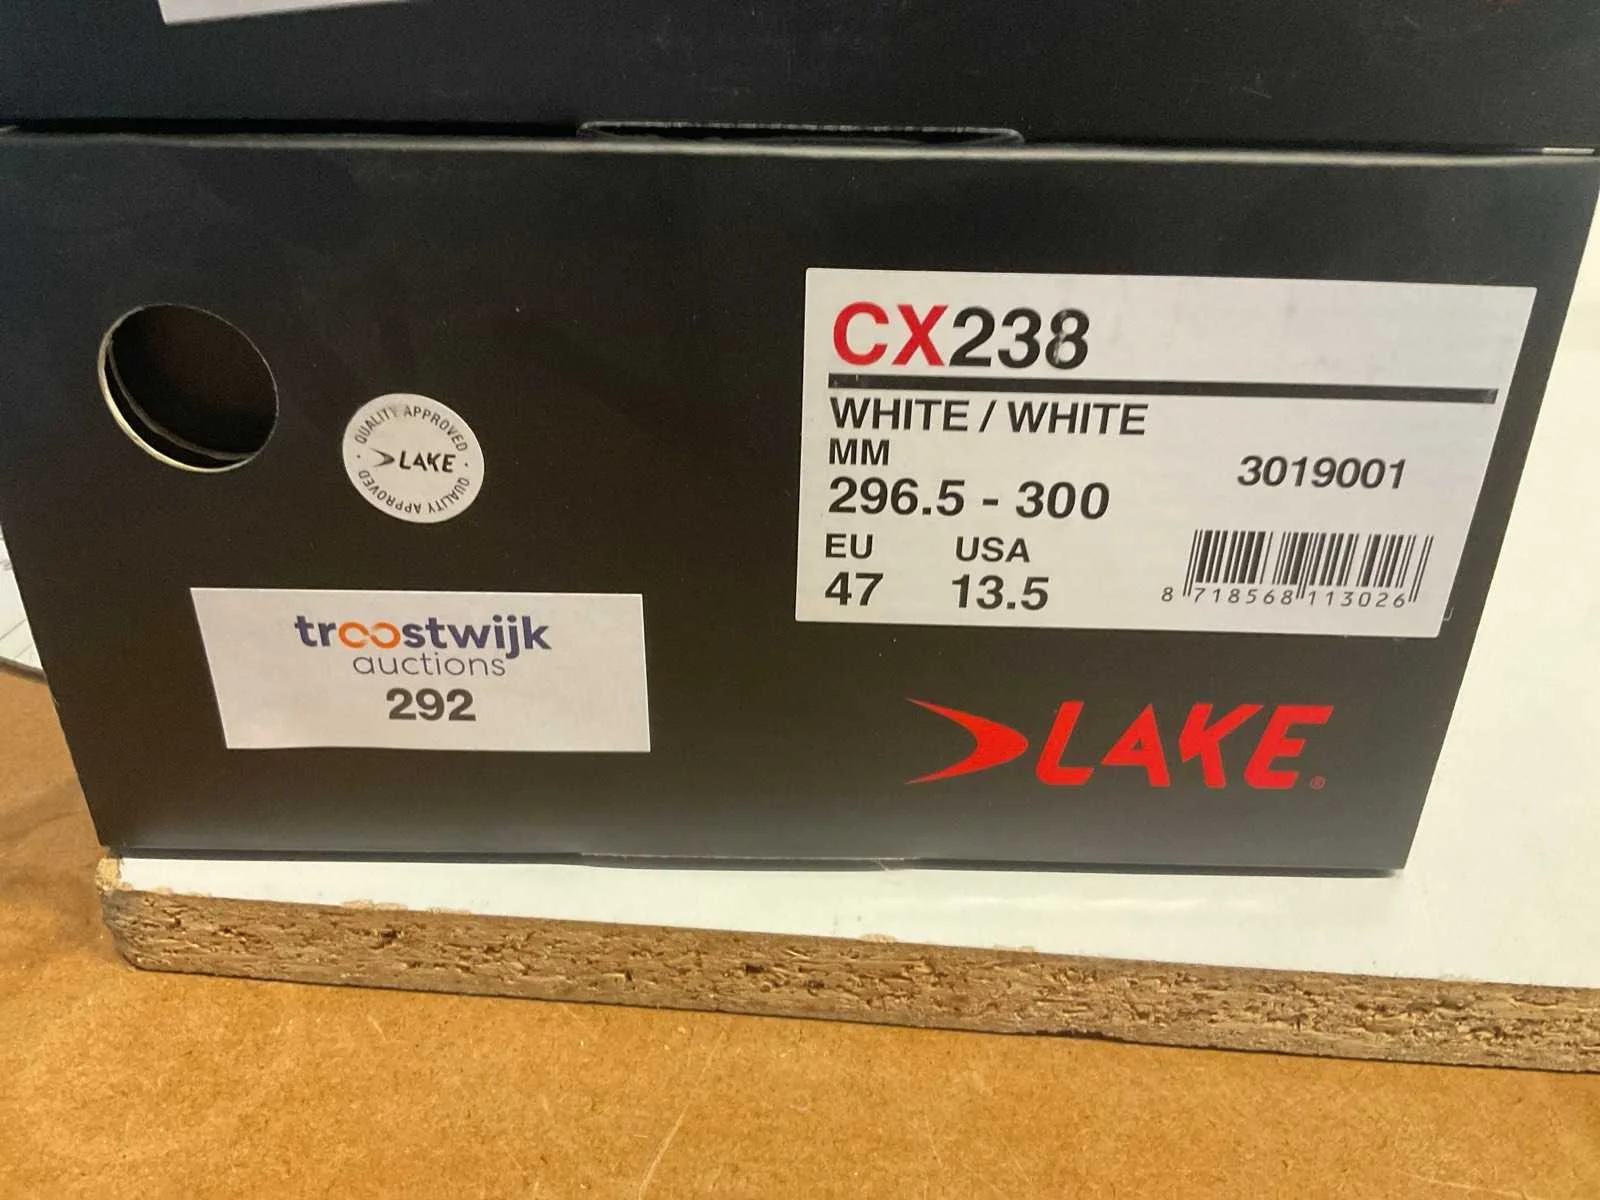 QUALITY APPROVED
LAKE
QUALITY APPROVED
troostwijk
auctions
292
CX238
WHITE / WHITE
MM
296.5 - 300
3019001
EU USA
47 13.5
8 718568 113026
LAKE®